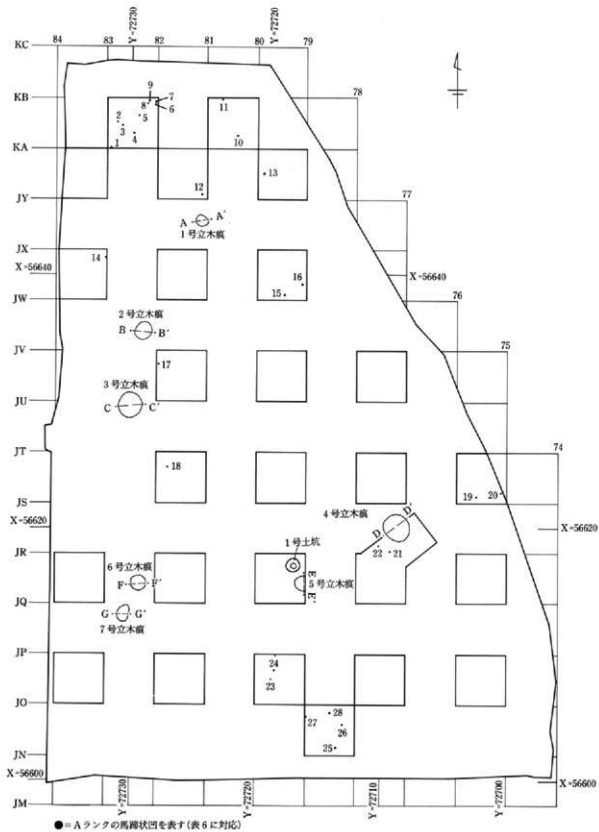 KC
84
83
Y=72730
82
81
80
Y=72720
79
KB
9
7
8
6
11
78
2
5
3
4
10
KA
1
13
12
JY
77
A A'
1号立木痕
JX
14
X=56640
X=56640
16
15
JW
76
2号立木痕
B B'
JV
75
17
3号立木痕
JU
C C'
JT
74
18
19 20
JS
4号立木痕
D D'
X=56620
X=56620
1号土坑
22 21
JR
6号立木痕
F F'
E E'
5号立木痕
JQ
G G'
7号立木痕
JP
24
23
JO
27 28
26
25
JN
X=56600
X=56600
JM
Y=72730
Y=72720
Y=72710
Y=72700
●=Aランクの馬蹄状凹を表す(表6に対応)